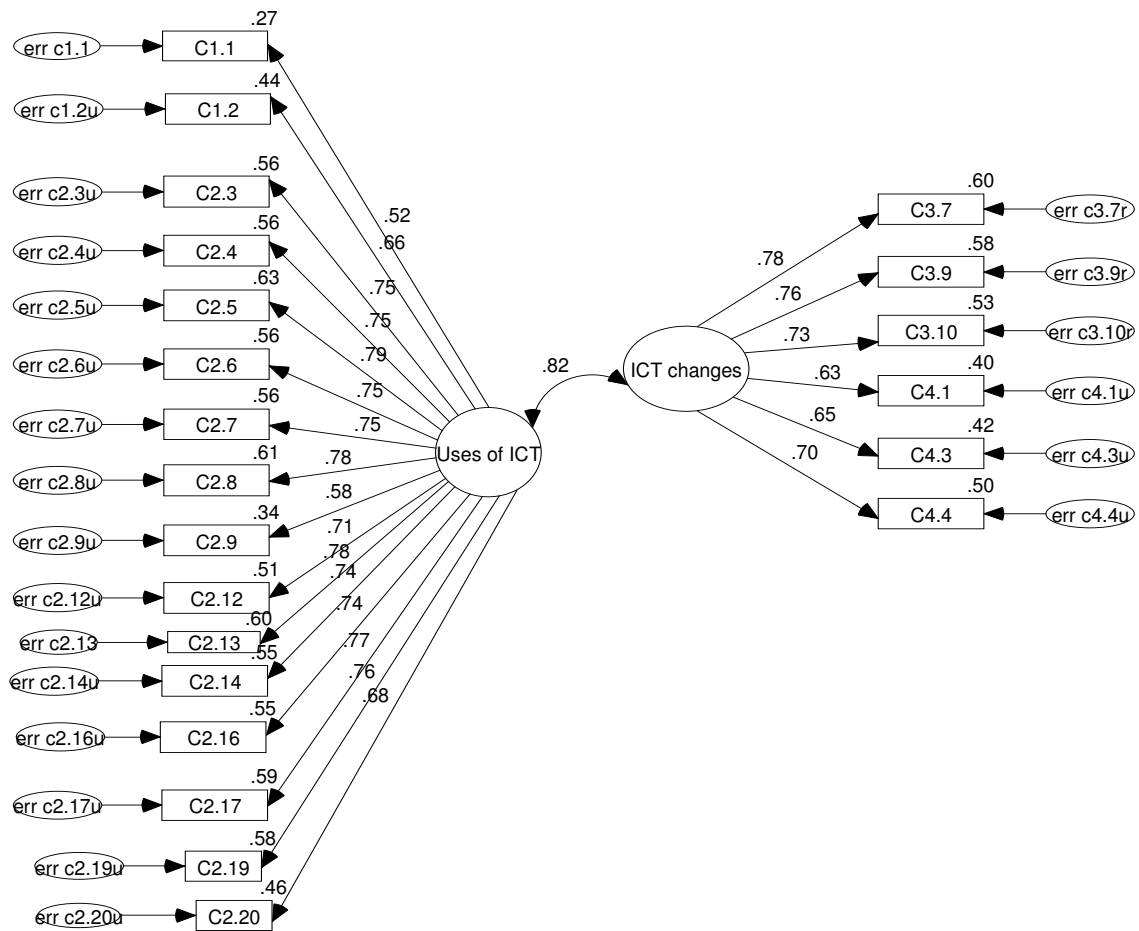 .27
err c1.1
C1.1
.44
err c1.2u
C1.2
.56
err c2.3u
C2.3
.56
err c2.4u
C2.4
.63
err c2.5u
C2.5
.56
err c2.6u
C2.6
.56
err c2.7u
C2.7
.61
err c2.8u
C2.8
.34
err c2.9u
C2.9
.51
err c2.12u
C2.12
.60
err c2.13
C2.13
.55
err c2.14u
C2.14
.55
err c2.16u
C2.16
.59
err c2.17u
C2.17
.58
err c2.19u
C2.19
.46
err c2.20u
C2.20
.52
.66
.75
.75
.79
.75
.75
.78
.58
.71
.78
.74
.74
.77
.76
.68
Uses of ICT
.82
ICT changes
.78
.76
.73
.63
.65
.70
.60
C3.7
err c3.7r
.58
C3.9
err c3.9r
.53
C3.10
err c3.10r
.40
C4.1
err c4.1u
.42
C4.3
err c4.3u
.50
C4.4
err c4.4u